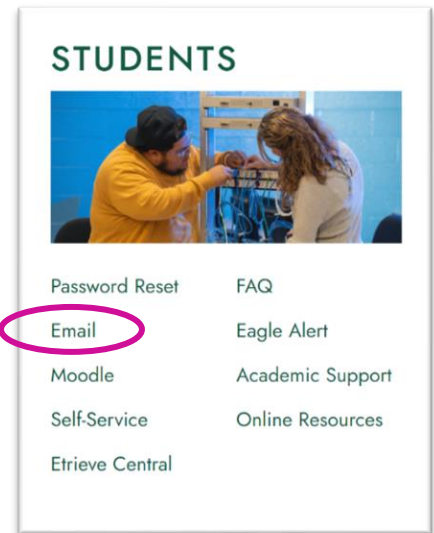 STUDENTS
Password Reset
Email
Moodle
Self-Service
Etrieve Central
FAQ
Eagle Alert
Academic Support
Online Resources